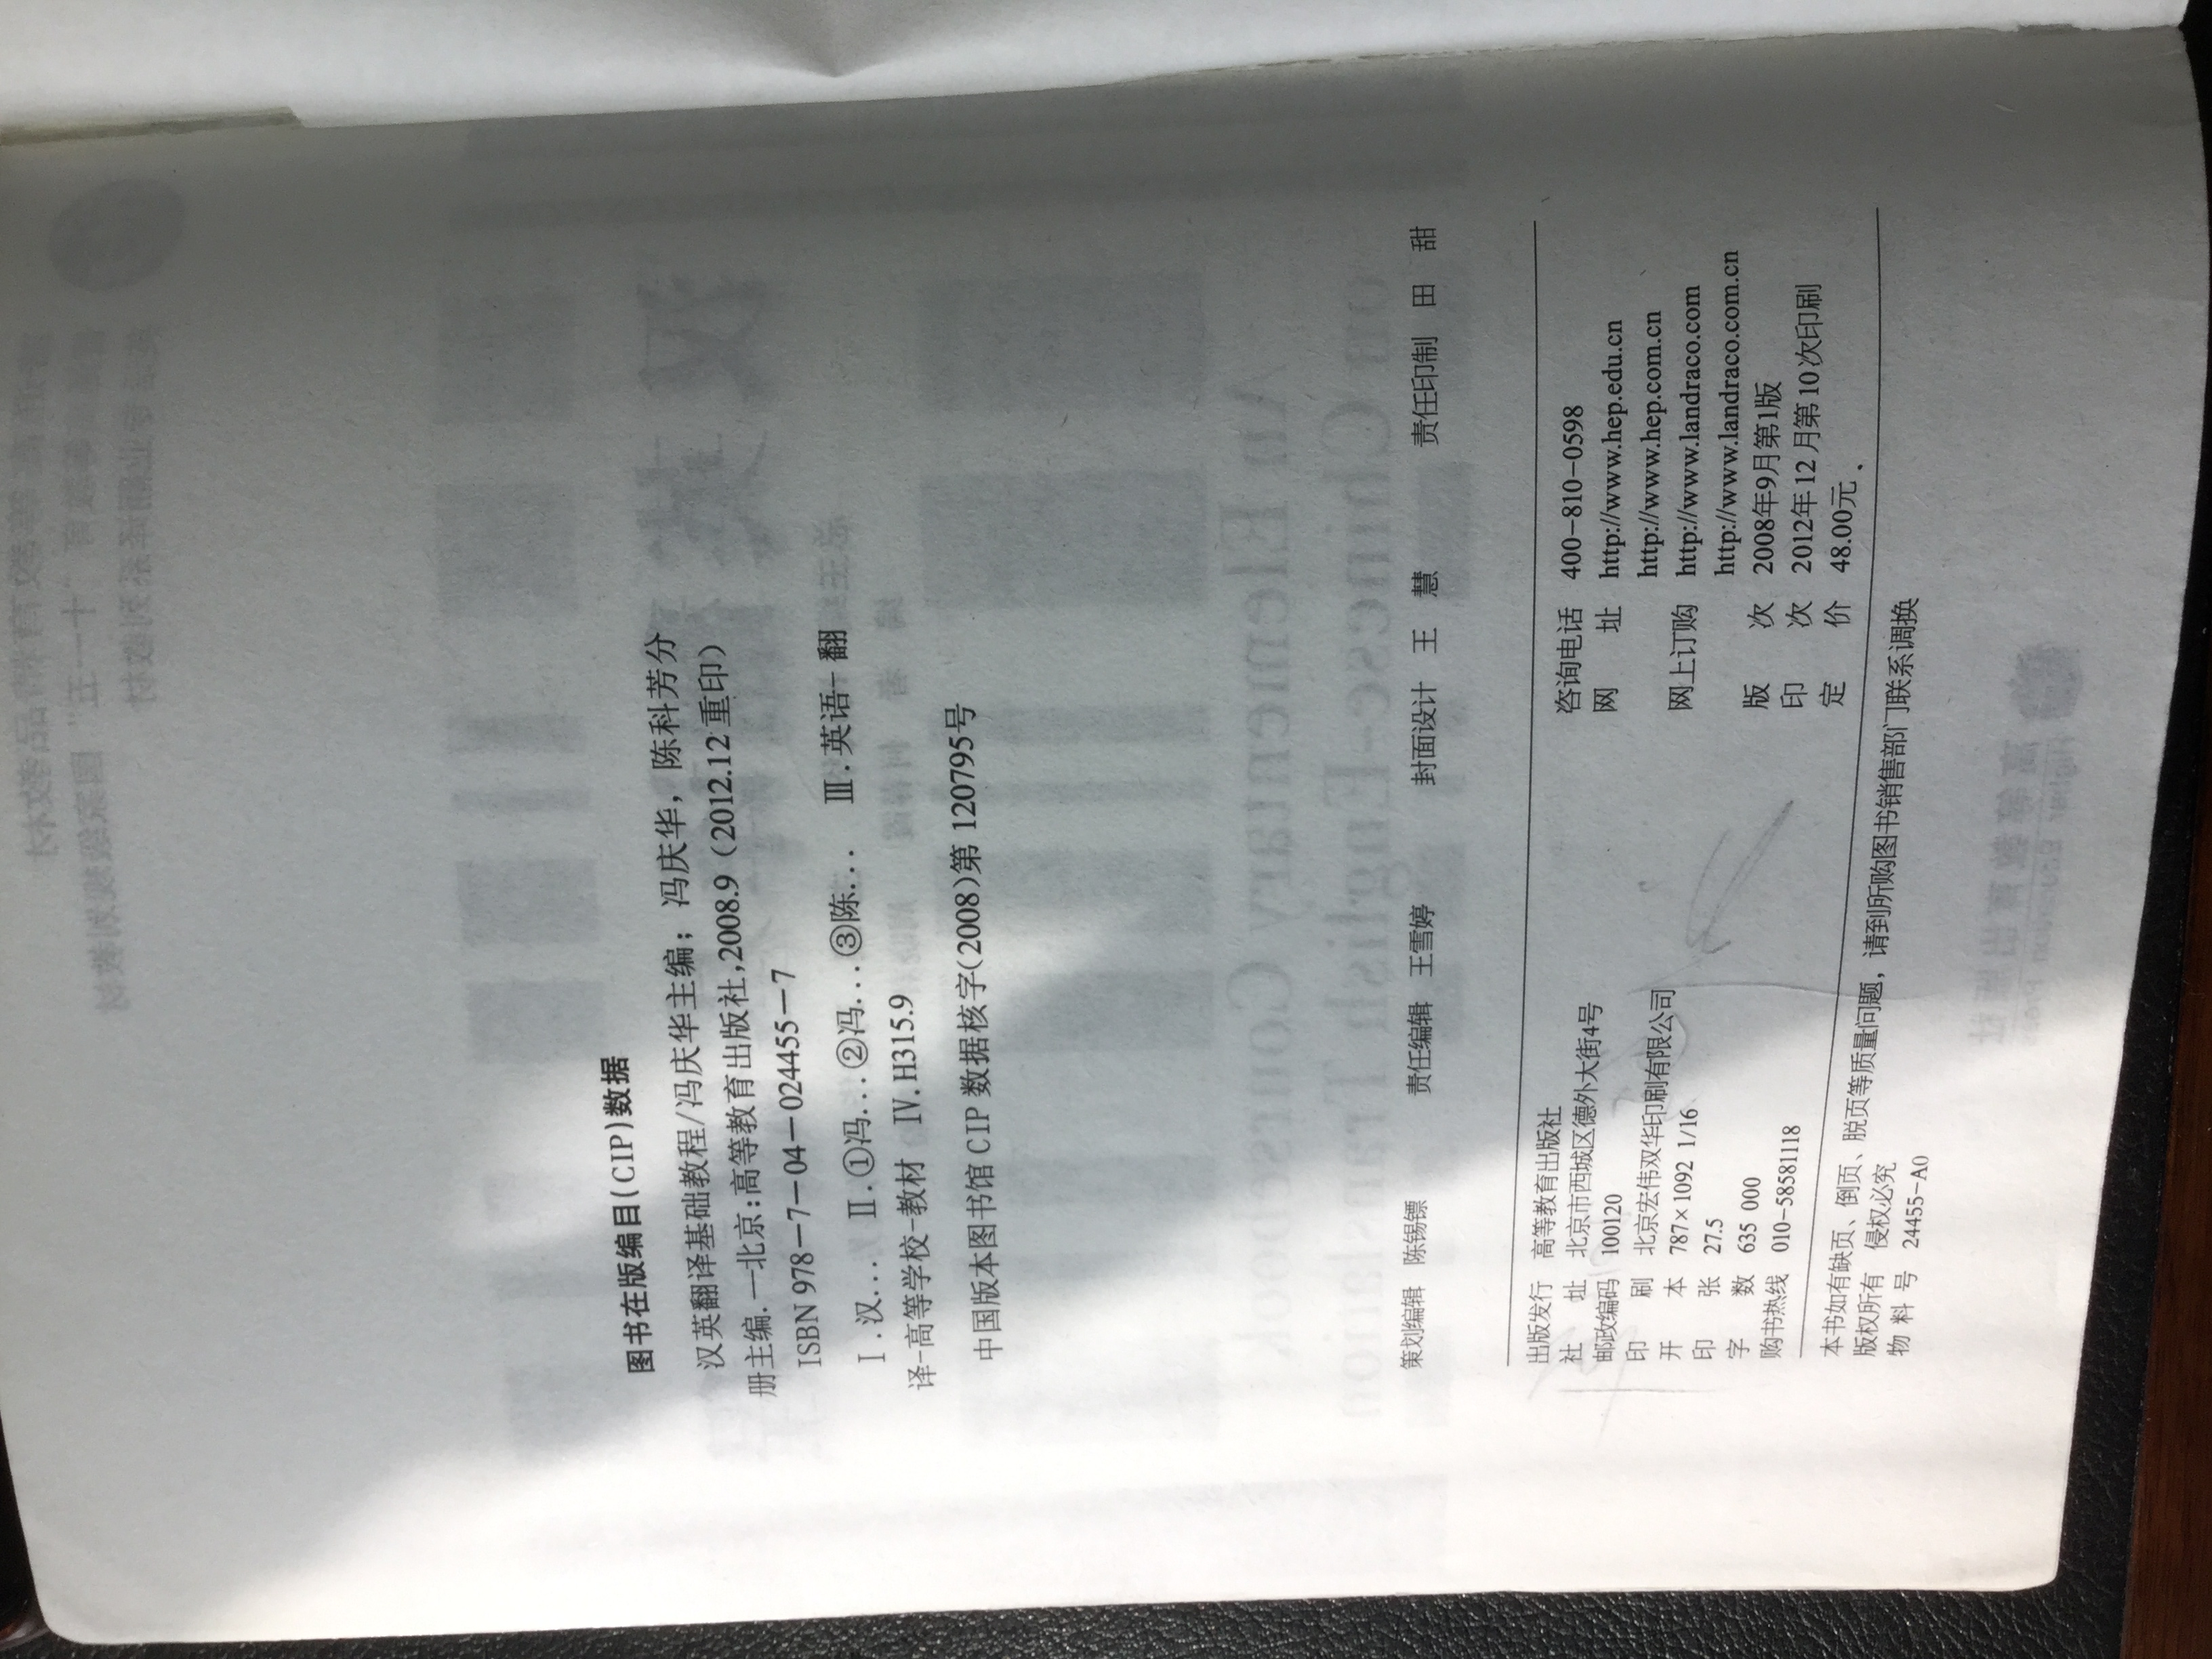 图书在版编目(CIP)数据
汉英翻译基础教程/冯庆华主编；冯庆华，陈科芳分
册主编.—北京:高等教育出版社,2008.9（2012.12重印）
ISBN 978-7-04-024455-7
Ⅰ.汉... Ⅱ.①冯...②冯...③陈... Ⅲ.英语-翻
译-高等学校-教材 Ⅳ.H315.9
中国版本图书馆CIP数据核字(2008)第120795号
策划编辑 陈锡镖 责任编辑 王雪婷 封面设计 王 慧 责任印制 田 甜
出版发行 高等教育出版社
社 址 北京市西城区德外大街4号
邮政编码 100120
印 刷 北京宏伟双华印刷有限公司
开 本 787×1092 1/16
印 张 27.5
字 数 635 000
购书热线 010-58581118
咨询电话 400-810-0598
网 址 http://www.hep.edu.cn
http://www.hep.com.cn
网上订购 http://www.landraco.com
http://www.landraco.com.cn
版 次 2008年9月第1版
印 次 2012年12月第10次印刷
定 价 48.00元
本书如有缺页、倒页、脱页等质量问题，请到所购图书销售部门联系调换
版权所有 侵权必究
物 料 号 24455-A0